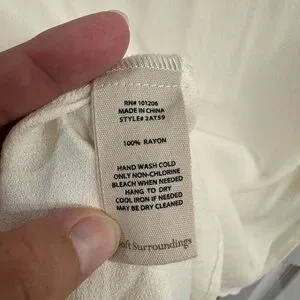 RN# 101206
MADE IN CHINA
STYLE# 2AT59
100% RAYON
HAND WASH COLD
ONLY NON-CHLORINE
BLEACH WHEN NEEDED
HANG TO DRY
COOL IRON IF NEEDED
MAY BE DRY CLEANED
oft Surroundings